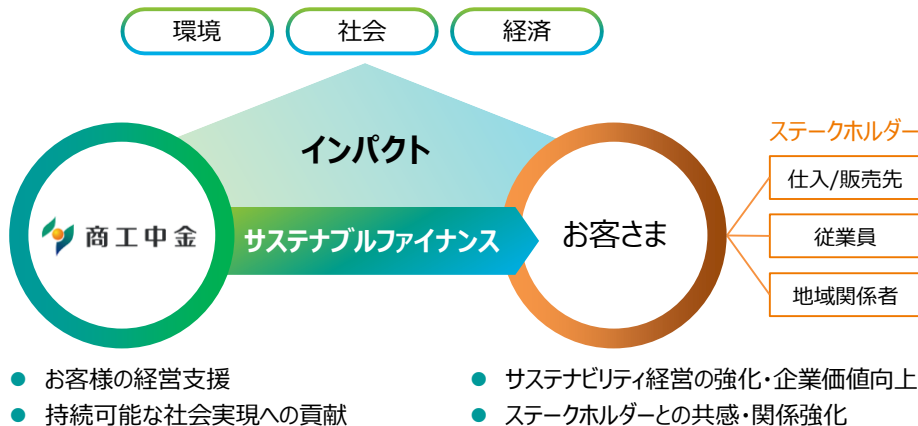 環境
社会
経済
インパクト
商工中金
サステナブルファイナンス
お客さま
ステークホルダー
仕入/販売先
従業員
地域関係者
● お客様の経営支援
● 持続可能な社会実現への貢献
● サステナビリティ経営の強化・企業価値向上
● ステークホルダーとの共感・関係強化